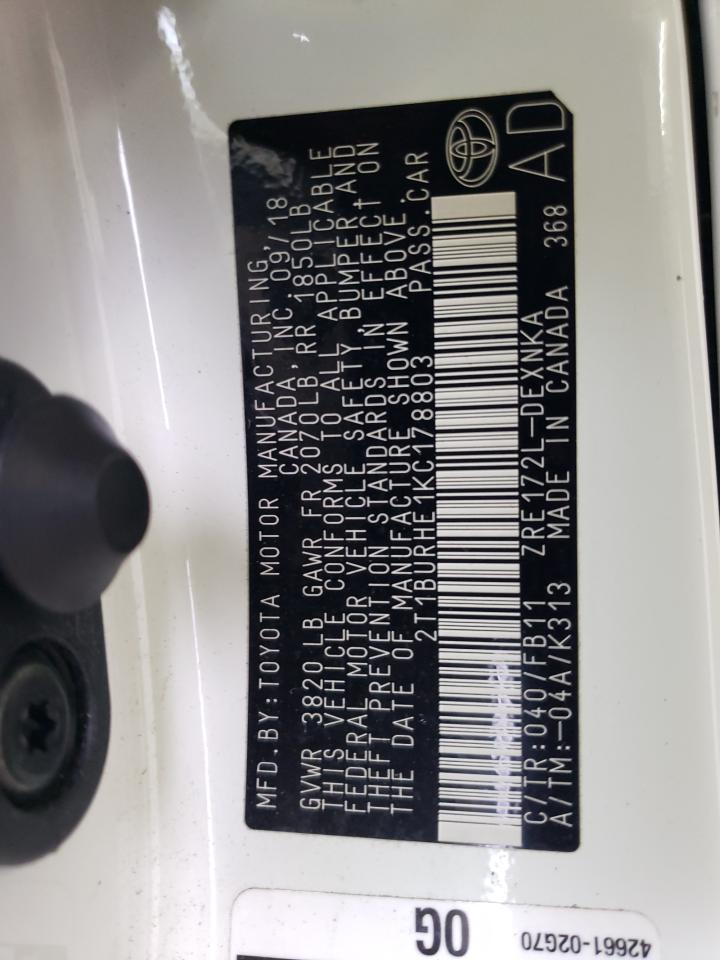 MFD.BY:TOYOTA MOTOR MANUFACTURING,
CANADA,INC. 09/18
GVWR 3820LB GAWR FR 2070LB,RR 1850LB
THIS VEHICLE CONFORMS TO ALL APPLICABLE
FEDERAL MOTOR VEHICLE SAFETY,BUMPER,AND
THEFT PREVENTION STANDARDS IN EFFECT ON
THE DATE OF MANUFACTURE SHOWN ABOVE.
2T1BURHE1KC178803 PASS.CAR
C/TR:040/FB11 ZRE172L-DEXNKA
A/TM:-04A/K313 MADE IN CANADA 368
AD
0G
42661-02G70